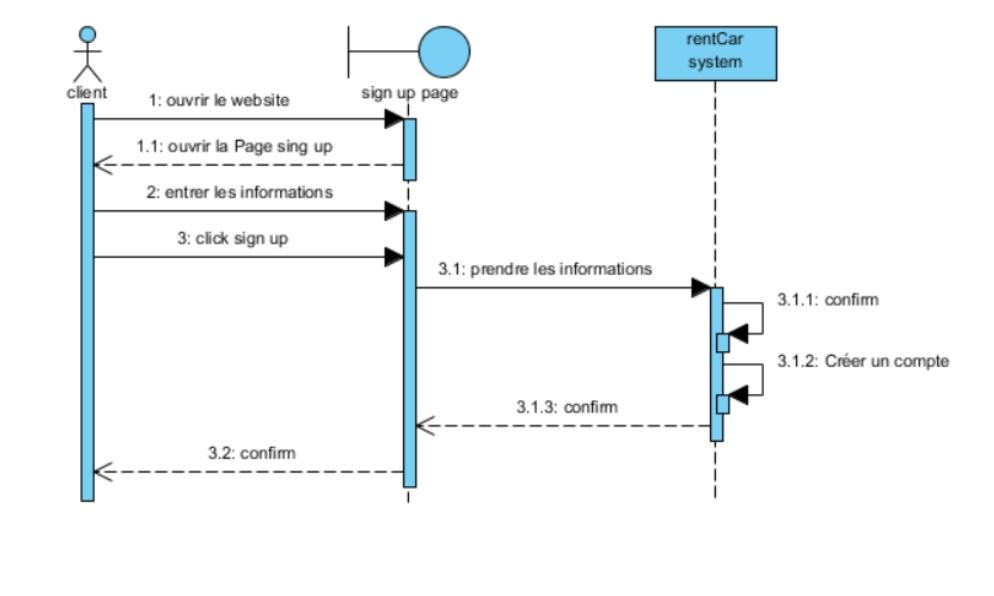 rentCar
system
client
sign up page
1: ouvrir le website
1.1: ouvrir la Page sing up
2: entrer les informations
3: click sign up
3.1: prendre les informations
3.1.1: confirm
3.1.2: Créer un compte
3.1.3: confirm
3.2: confirm